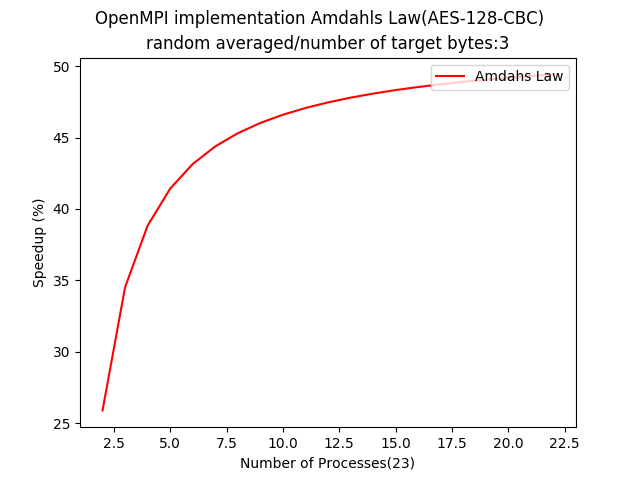 OpenMPI implementation Amdahls Law(AES-128-CBC)
random averaged/number of target bytes:3
Amdahs Law
50
45
40
35
30
25
Speedup (%)
2.5 5.0 7.5 10.0 12.5 15.0 17.5 20.0 22.5
Number of Processes(23)